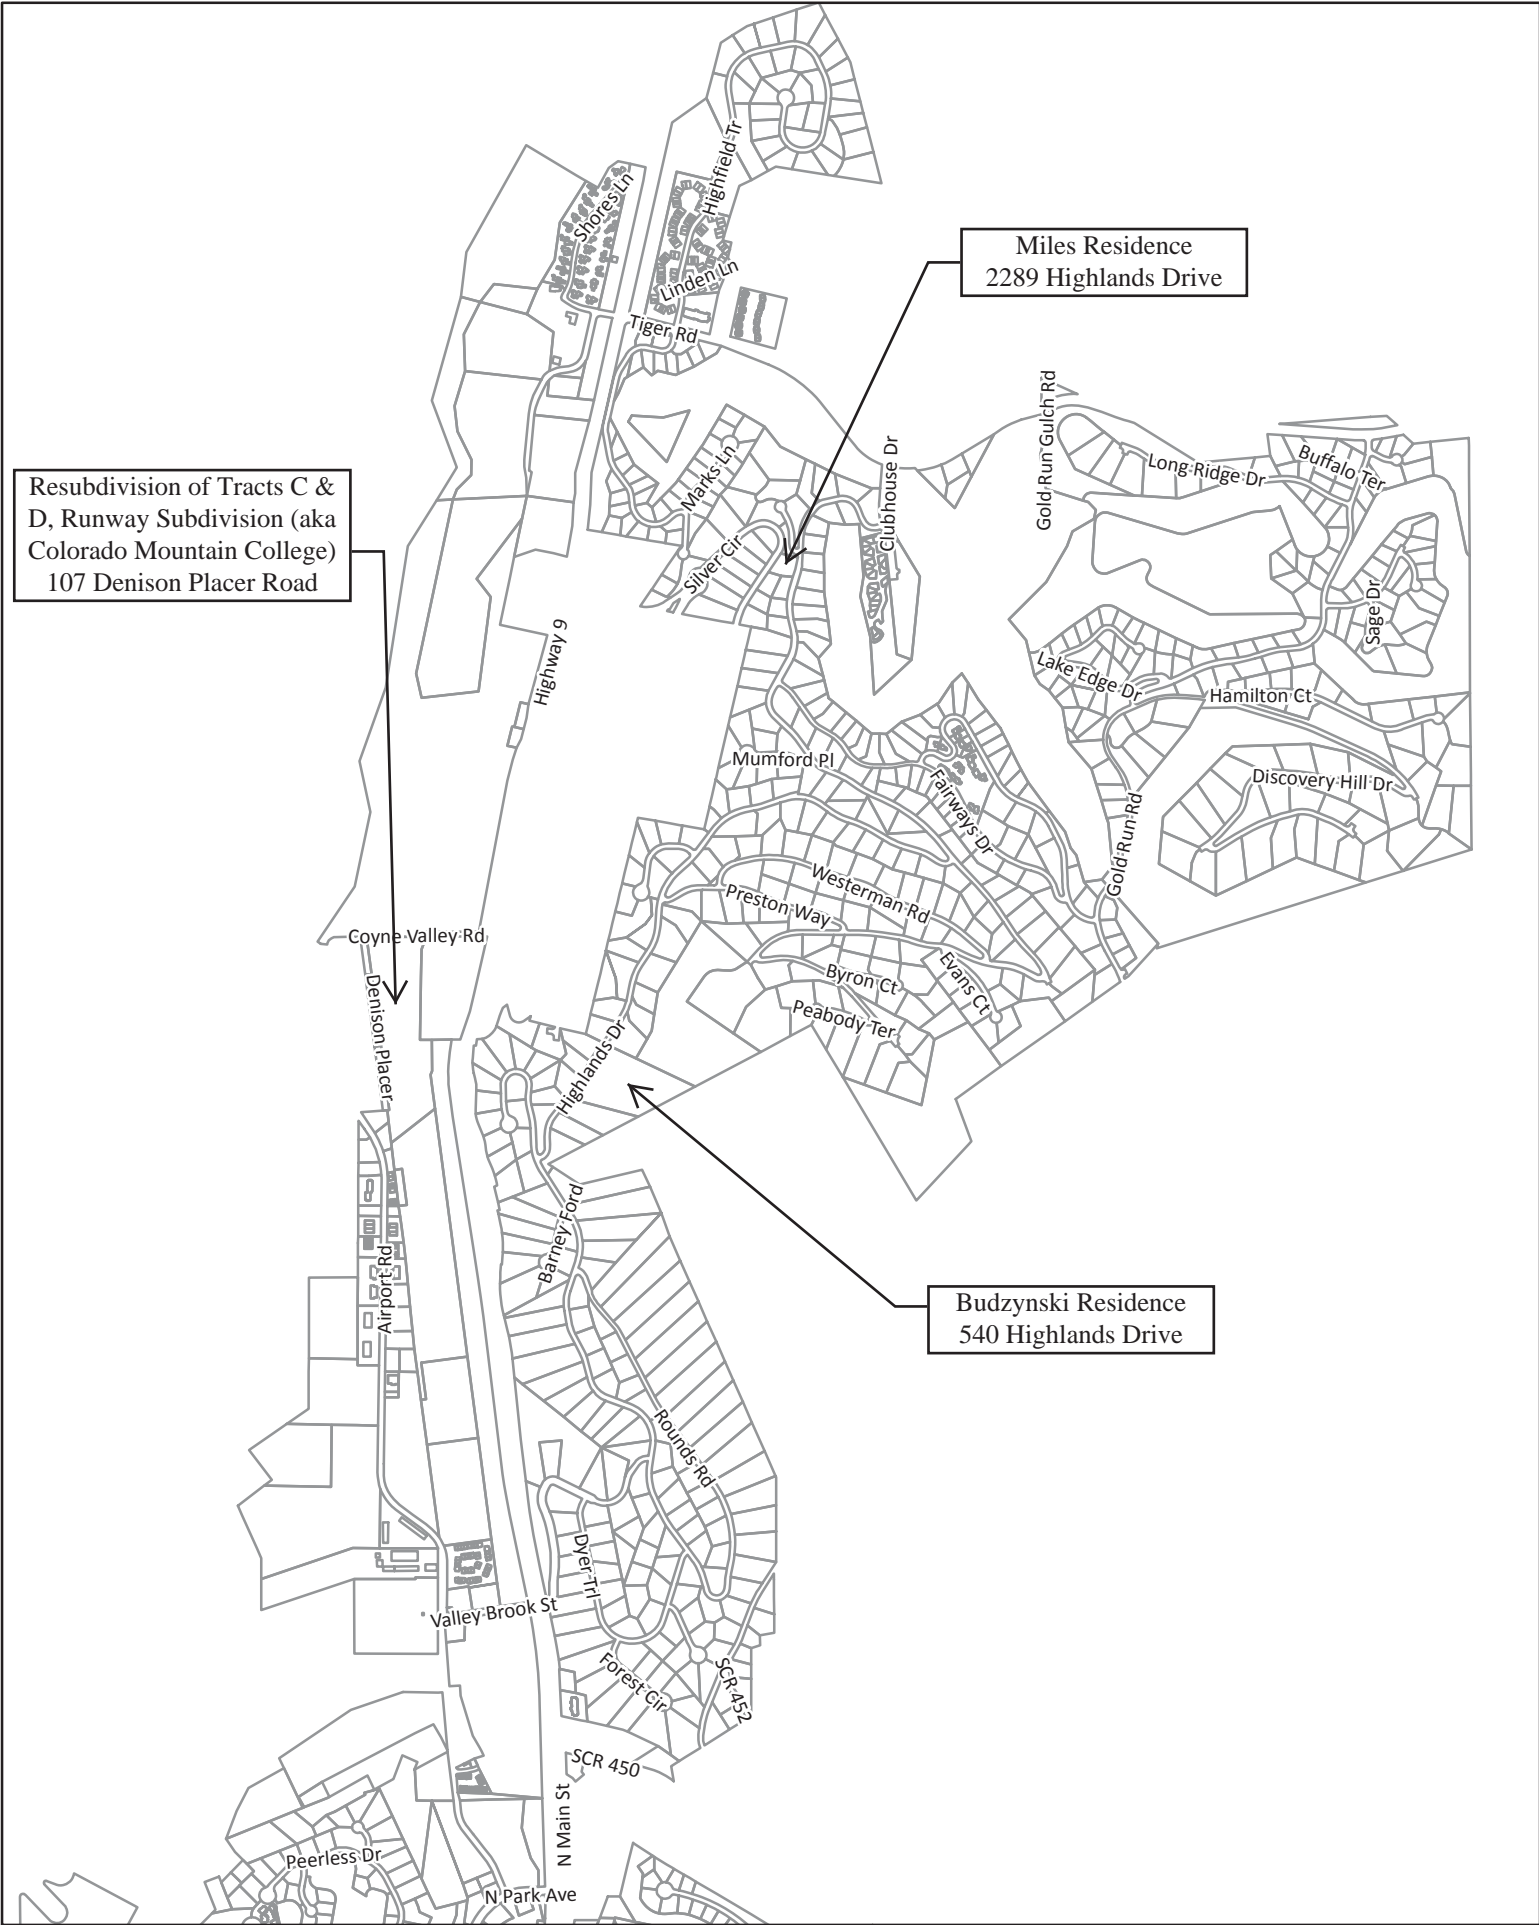 Highfield Tr
Shores Ln
Linden Ln
Tiger Rd
Miles Residence
2289 Highlands Drive
Gold Run Gulch Rd
Clubhouse Dr
Marks Ln
Long Ridge Dr
Buffalo Ter
Resubdivision of Tracts C &
D, Runway Subdivision (aka
Colorado Mountain College)
107 Denison Placer Road
Silver Cir
Sage Dr
Highway 9
Lake Edge Dr
Hamilton Ct
Mumford Pl
Discovery Hill Dr
Fairways Dr
Gold Run Rd
Westerman Rd
Preston Way
Coyne Valley Rd
Evans Ct
Byron Ct
Denison Placer
Peabody Ter
Highlands Dr
Barney Ford
Airport Rd
Budzynski Residence
540 Highlands Drive
Rounds Rd
Dyer Trl
Valley Brook St
Forest Cir
SCR 452
SCR 450
N Main St
Peerless Dr
N Park Ave